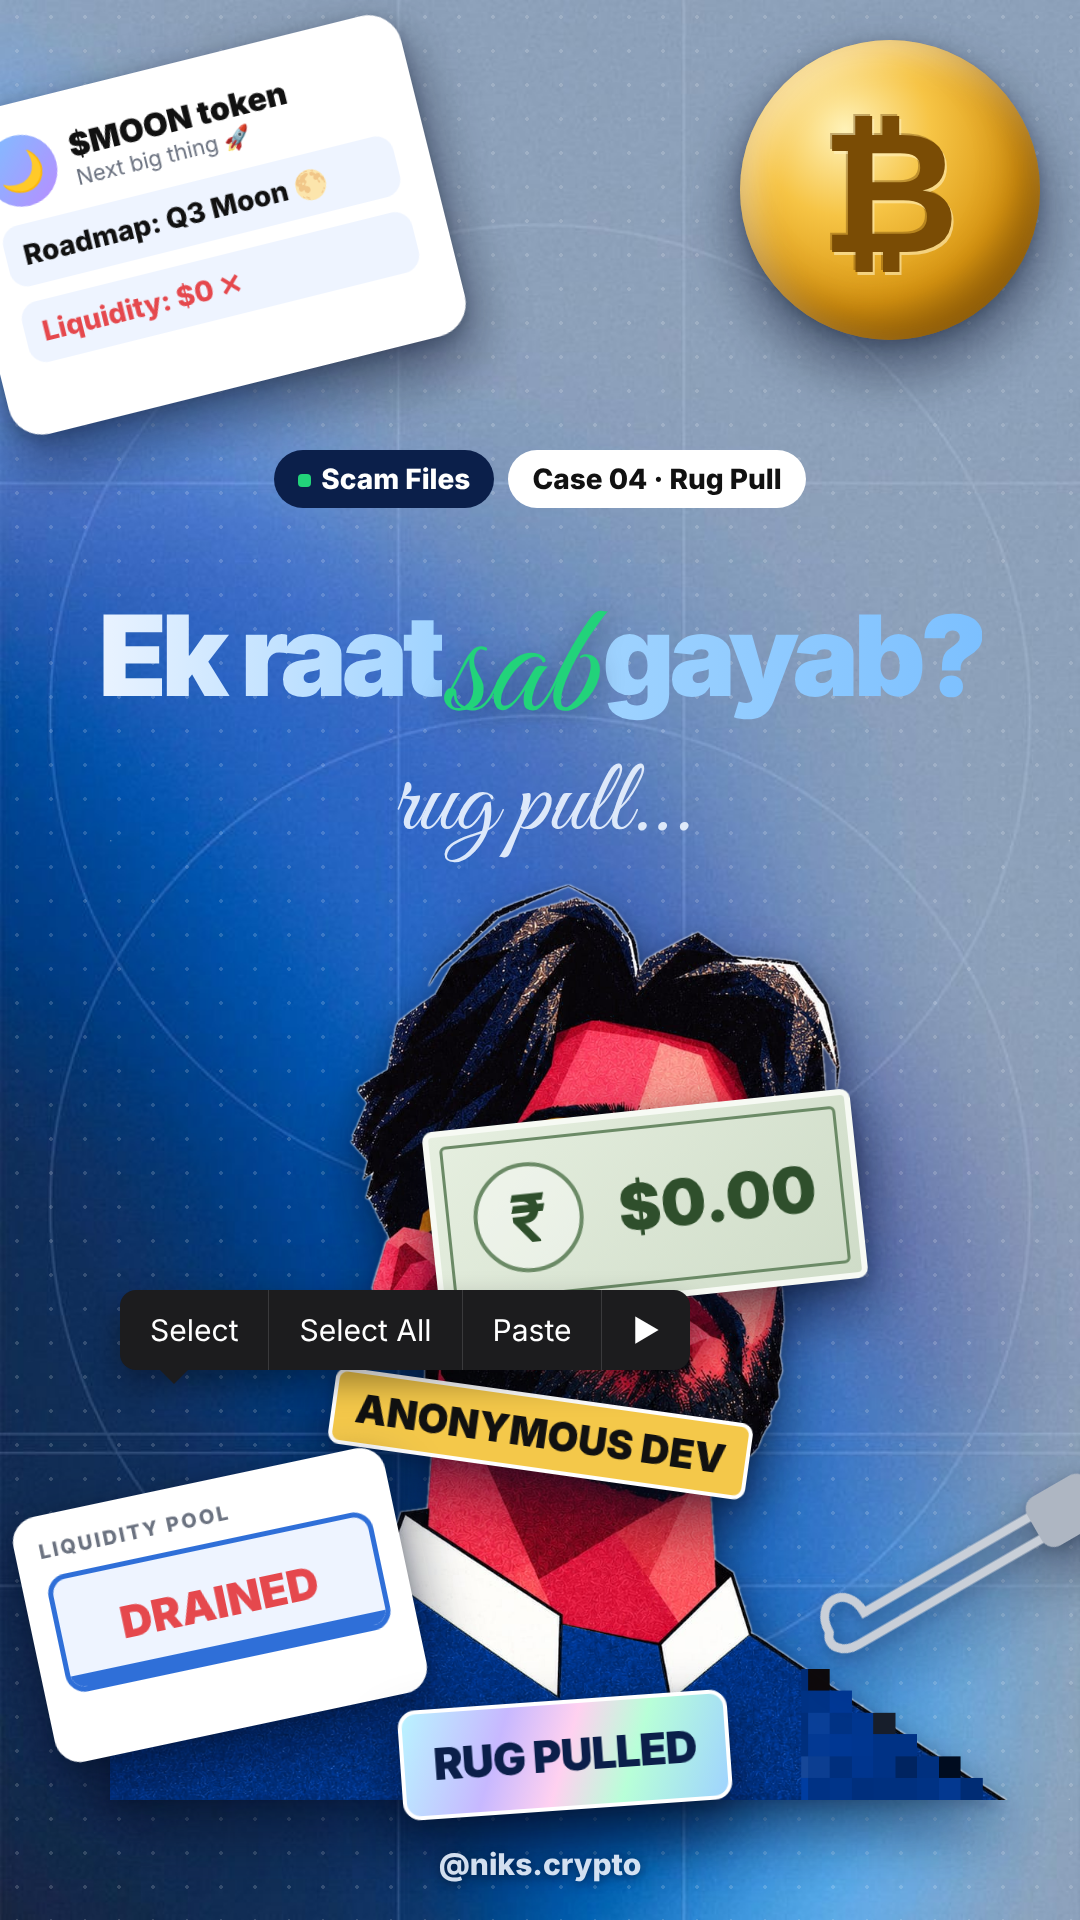 $MOON token
Next big thing 🚀
Roadmap: Q3 Moon 🌕
Liquidity: $0 ✕
₿
Scam Files
Case 04 · Rug Pull
Ek raat sab gayab?
rug pull...
₹ $0.00
Select Select All Paste ▶
ANONYMOUS DEV
LIQUIDITY POOL
DRAINED
RUG PULLED
@niks.crypto